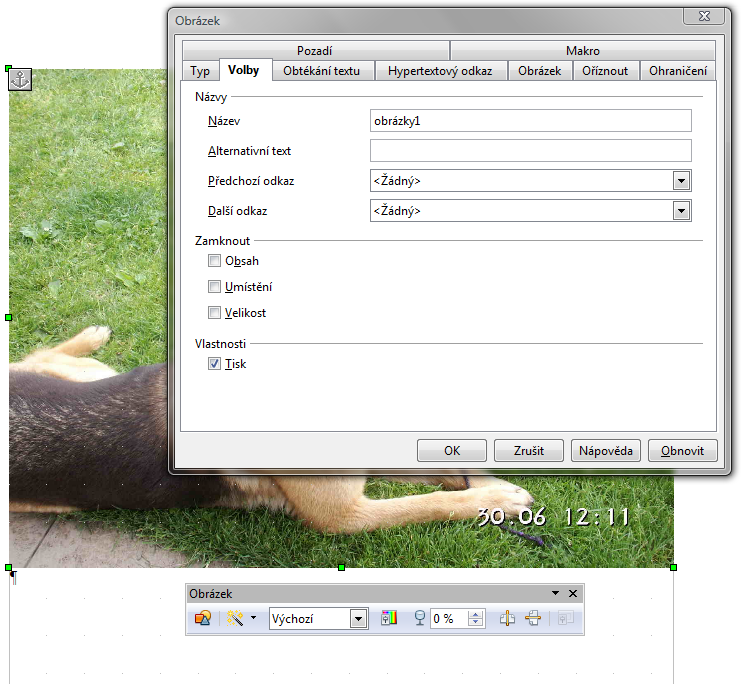 Obrázek
Pozadí Makro
Typ Volby Obtékání textu Hypertextový odkaz Obrázek Oříznout Ohraničení
Názvy
Název obrázky1
Alternativní text
Předchozí odkaz <Žádný>
Další odkaz <Žádný>
Zamknout
Obsah
Umístění
Velikost
Vlastnosti
Tisk
OK Zrušit Nápověda Obnovit
30.06 12:11
¶
Obrázek
Výchozí 0 %